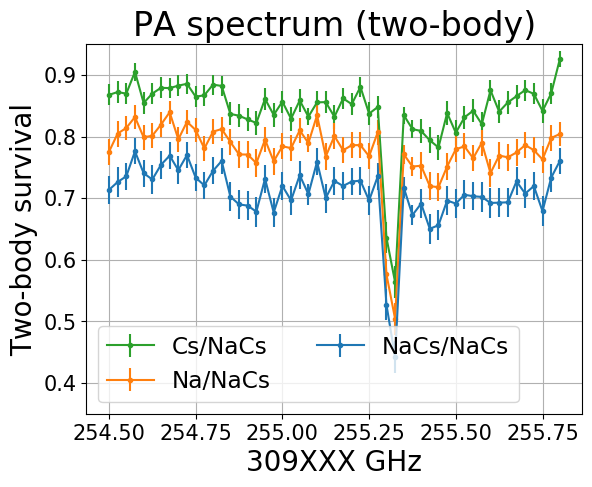 PA spectrum (two-body)
Two-body survival
0.9
0.8
0.7
0.6
0.5
0.4
Cs/NaCs
NaCs/NaCs
Na/NaCs
254.50 254.75 255.00 255.25 255.50 255.75
309XXX GHz